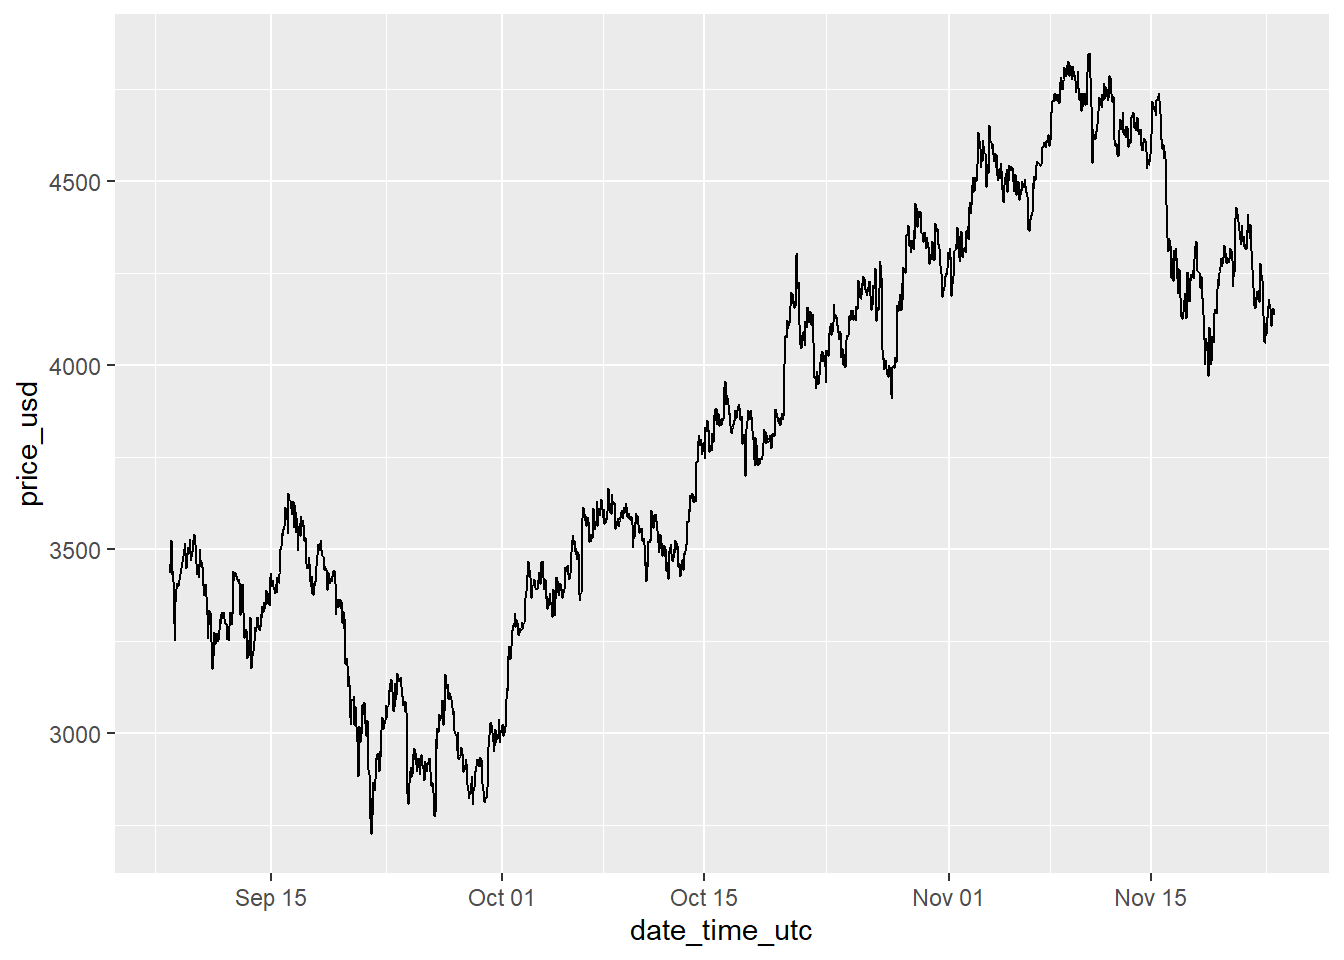 4500
4000
3500
3000
price_usd
Sep 15
Oct 01
Oct 15
Nov 01
Nov 15
date_time_utc